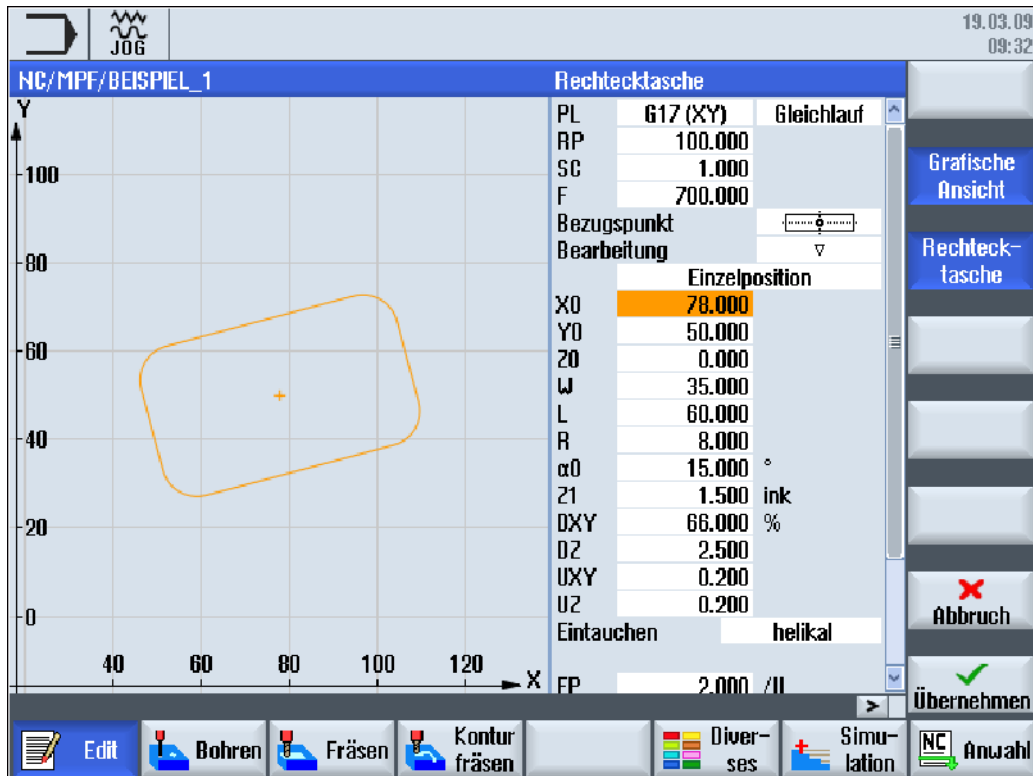 JOG
19.03.09
09:32
NC/MPF/BEISPIEL_1
Rechtecktasche
Y
100
80
60
40
20
0
40 60 80 100 120
X
PL G17 (XY) Gleichlauf
RP 100.000
SC 1.000
F 700.000
Bezugspunkt
Bearbeitung ▽
Einzelposition
X0 78.000
Y0 50.000
Z0 0.000
W 35.000
L 60.000
R 8.000
α0 15.000 °
Z1 1.500 ink
DXY 66.000 %
DZ 2.500
UXY 0.200
UZ 0.200
Eintauchen helikal
EP 2.000 /U
Grafische
Ansicht
Rechteck-
tasche
Abbruch
Übernehmen
>
Edit
Bohren
Fräsen
Kontur
fräsen
Diver-
ses
Simu-
lation
NC Anwahl